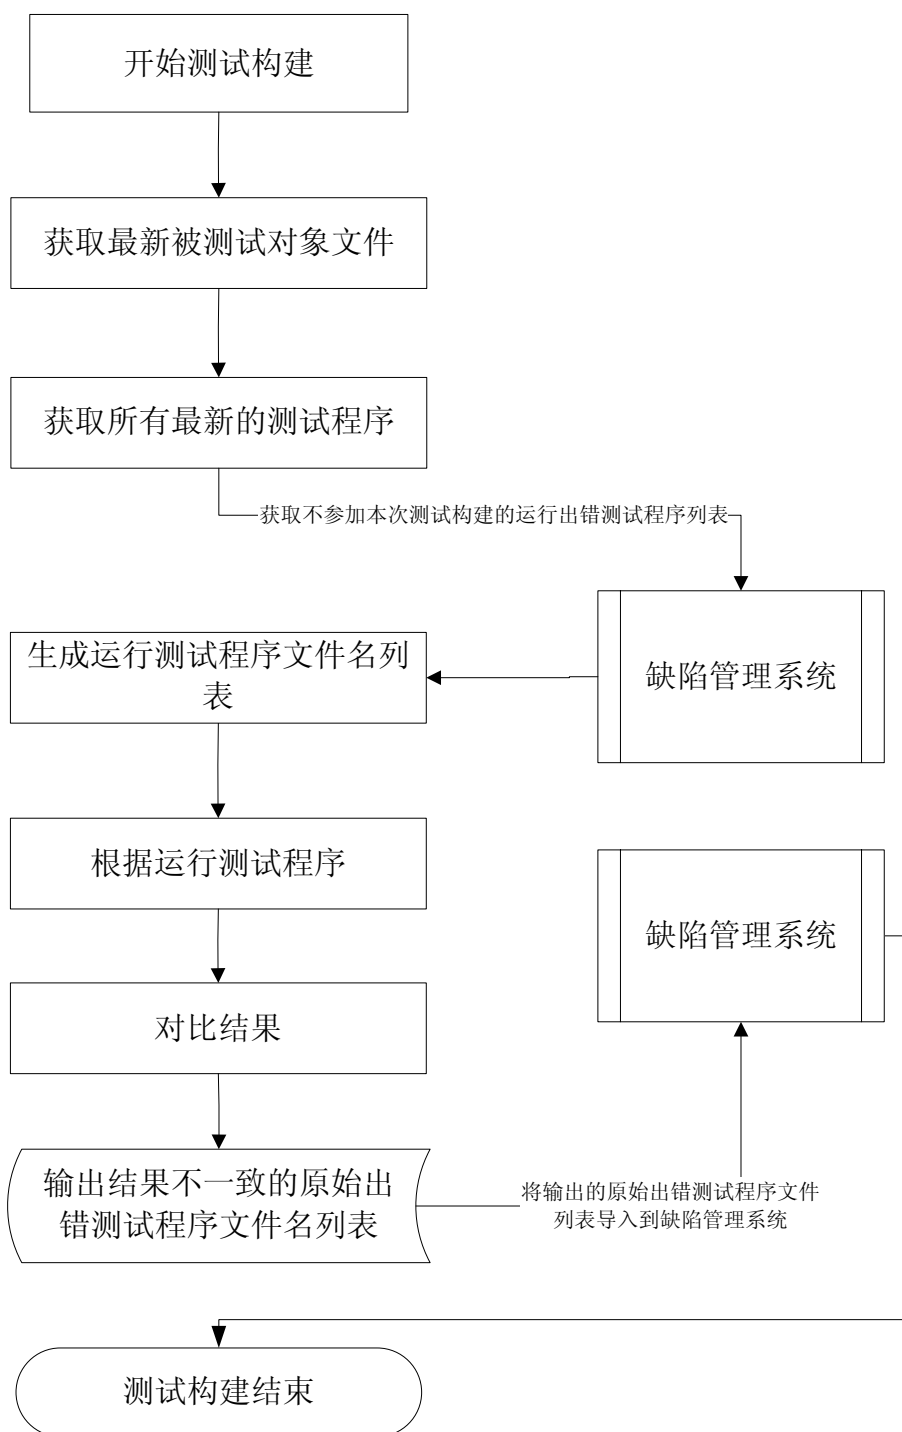 开始测试构建
获取最新被测试对象文件
获取所有最新的测试程序
获取不参加本次测试构建的运行出错测试程序列表
生成运行测试程序文件名列
表
缺陷管理系统
根据运行测试程序
缺陷管理系统
对比结果
输出结果不一致的原始出
错测试程序文件名列表
将输出的原始出错测试程序文件
列表导入到缺陷管理系统
测试构建结束